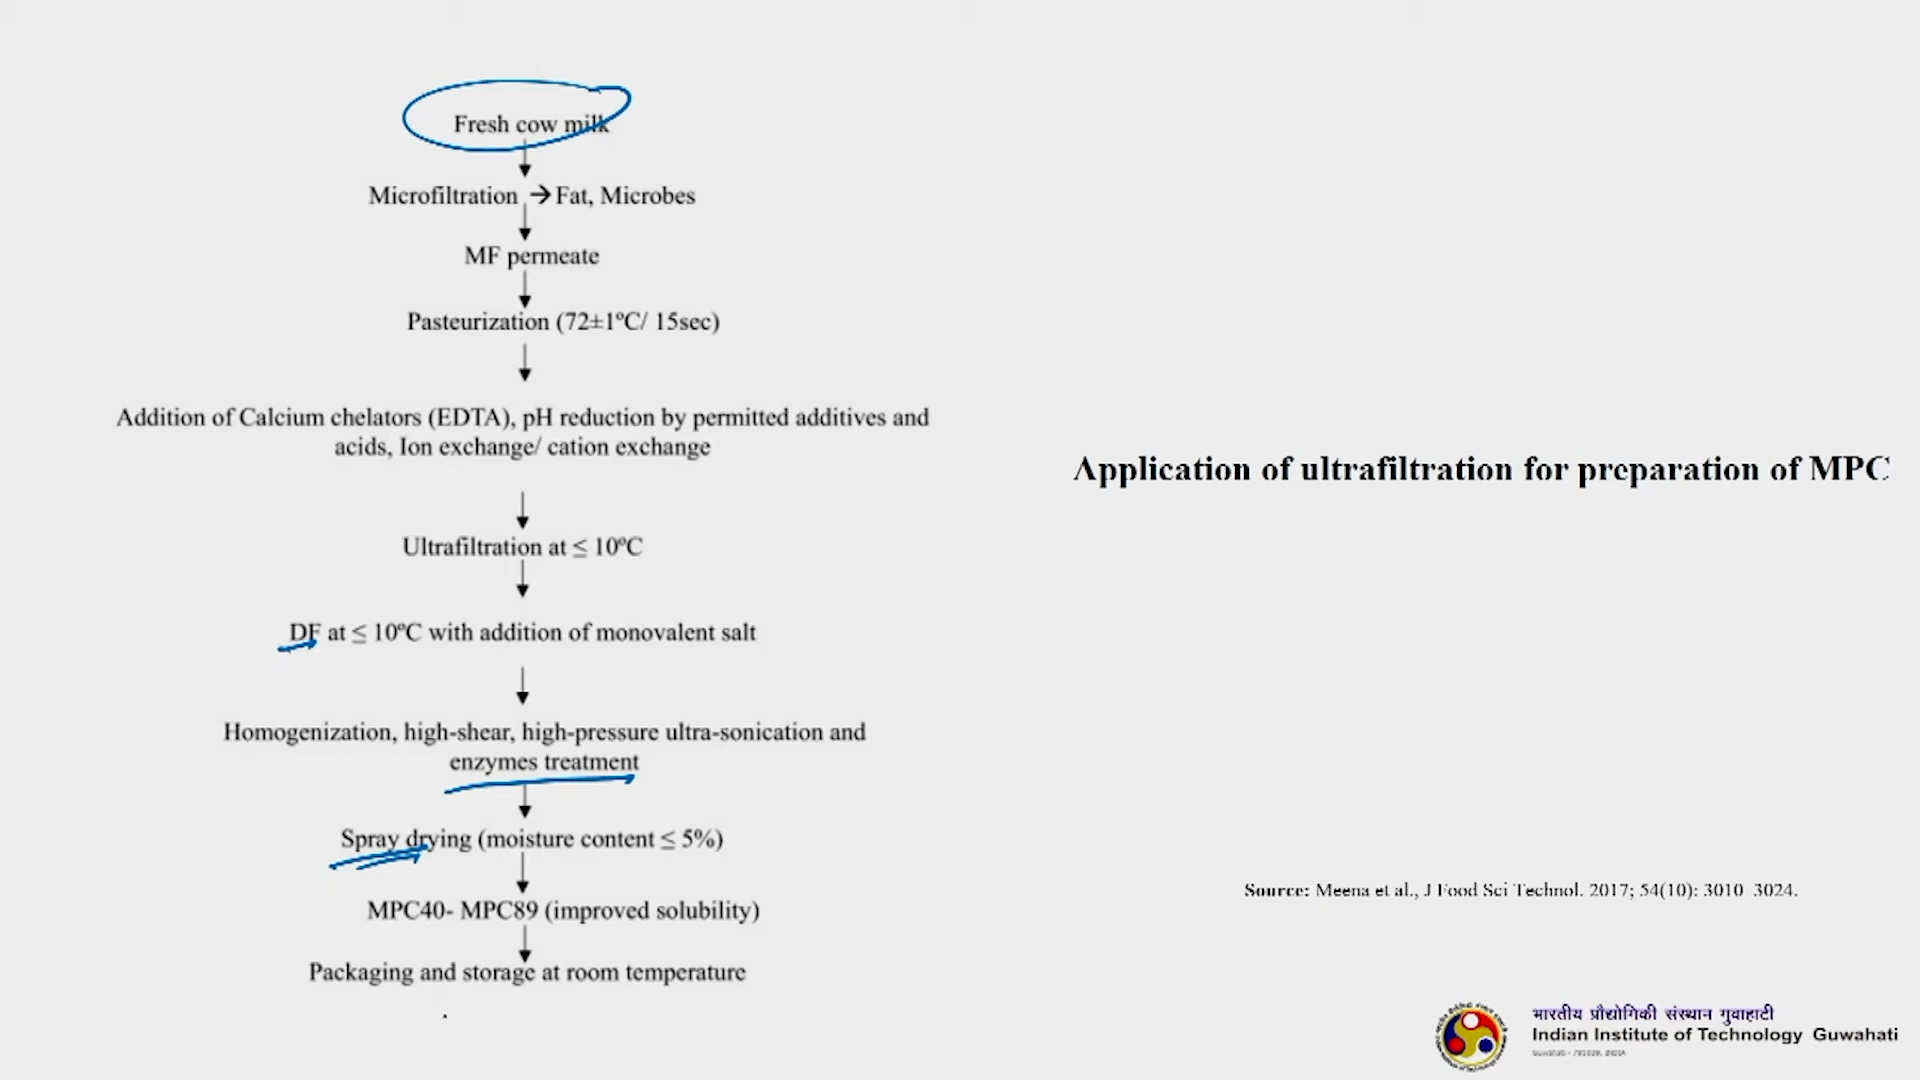 Fresh cow milk
Microfiltration → Fat, Microbes
MF permeate
Pasteurization (72±1ºC/ 15sec)
Addition of Calcium chelators (EDTA), pH reduction by permitted additives and
acids, Ion exchange/ cation exchange
Ultrafiltration at ≤ 10ºC
DF at ≤ 10ºC with addition of monovalent salt
Homogenization, high-shear, high-pressure ultra-sonication and
enzymes treatment
Spray drying (moisture content ≤ 5%)
MPC40- MPC89 (improved solubility)
Packaging and storage at room temperature
Application of ultrafiltration for preparation of MPC
Source: Meena et al., J Food Sci Technol. 2017; 54(10): 3010 3024.
भारतीय प्रौद्योगिकी संस्थान गुवाहाटी
Indian Institute of Technology Guwahati